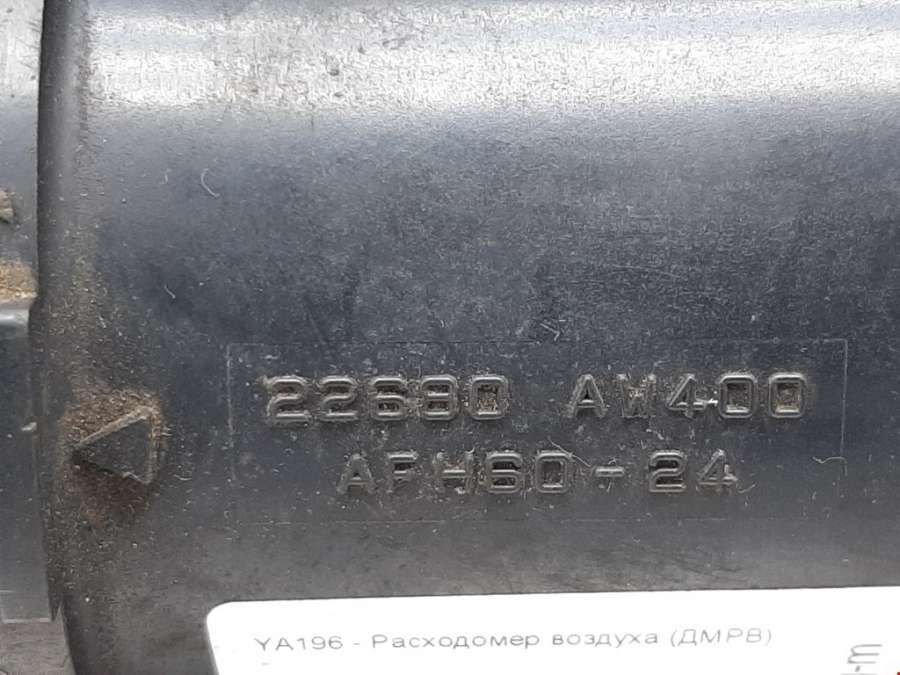 22680 AW400
AFH60-24
YA196 - Расходомер воздуха (ДМРВ)